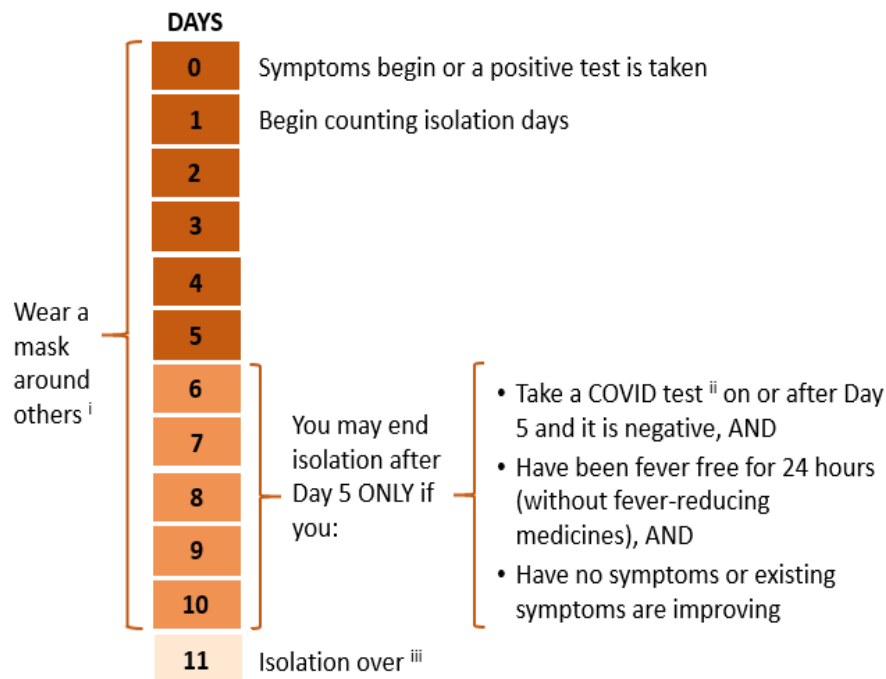 DAYS
0 Symptoms begin or a positive test is taken
1 Begin counting isolation days
2
3
4
5
6
7
8
9
10
11 Isolation over iii
Wear a
mask
around
others i
You may end
isolation after
Day 5 ONLY if
you:
• Take a COVID test ii on or after Day
5 and it is negative, AND
• Have been fever free for 24 hours
(without fever-reducing
medicines), AND
• Have no symptoms or existing
symptoms are improving